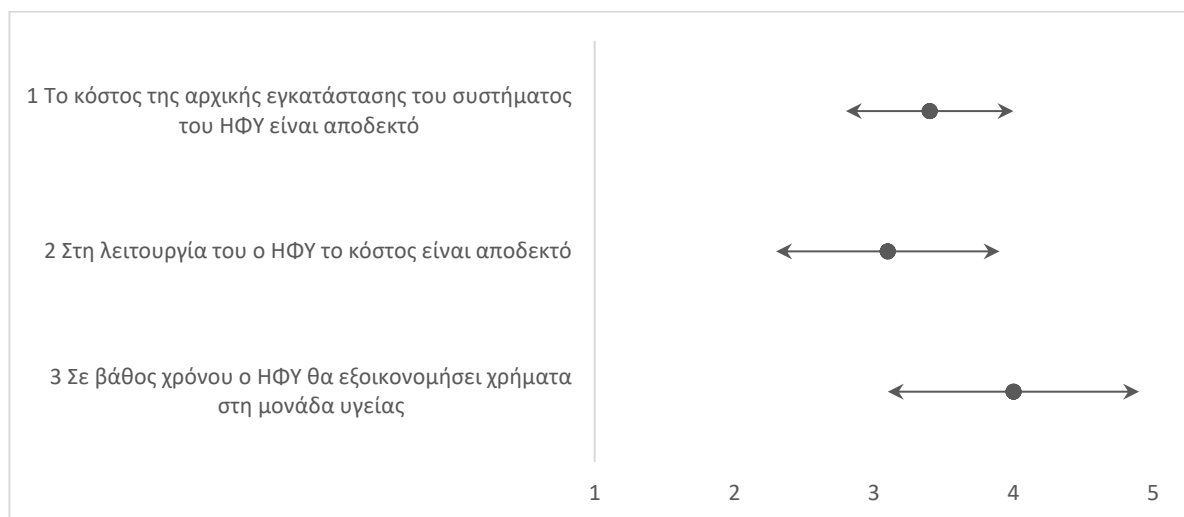 1 Το κόστος της αρχικής εγκατάστασης του συστήματος
του ΗΦΥ είναι αποδεκτό
2 Στη λειτουργία του ο ΗΦΥ το κόστος είναι αποδεκτό
3 Σε βάθος χρόνου ο ΗΦΥ θα εξοικονομήσει χρήματα
στη μονάδα υγείας
1 2 3 4 5